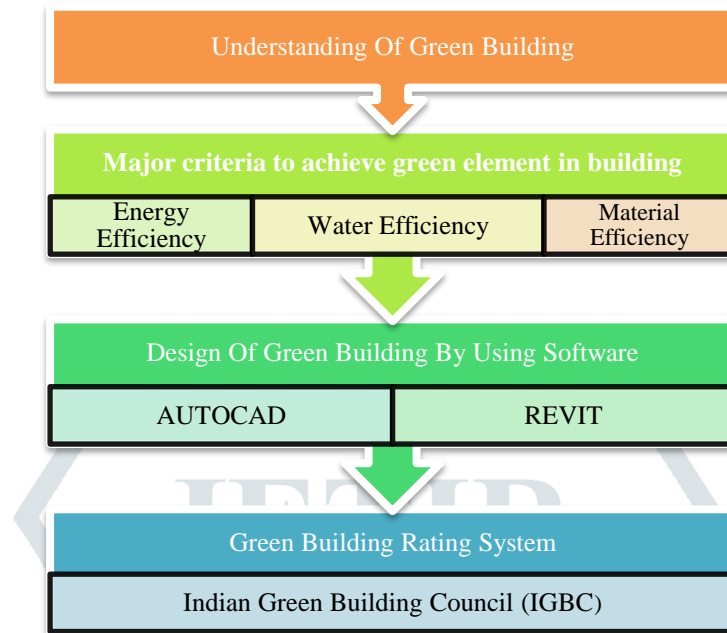 Understanding Of Green Building
Major criteria to achieve green element in building
Energy
Efficiency
Water Efficiency
Material
Efficiency
Design Of Green Building By Using Software
AUTOCAD
REVIT
Green Building Rating System
Indian Green Building Council (IGBC)